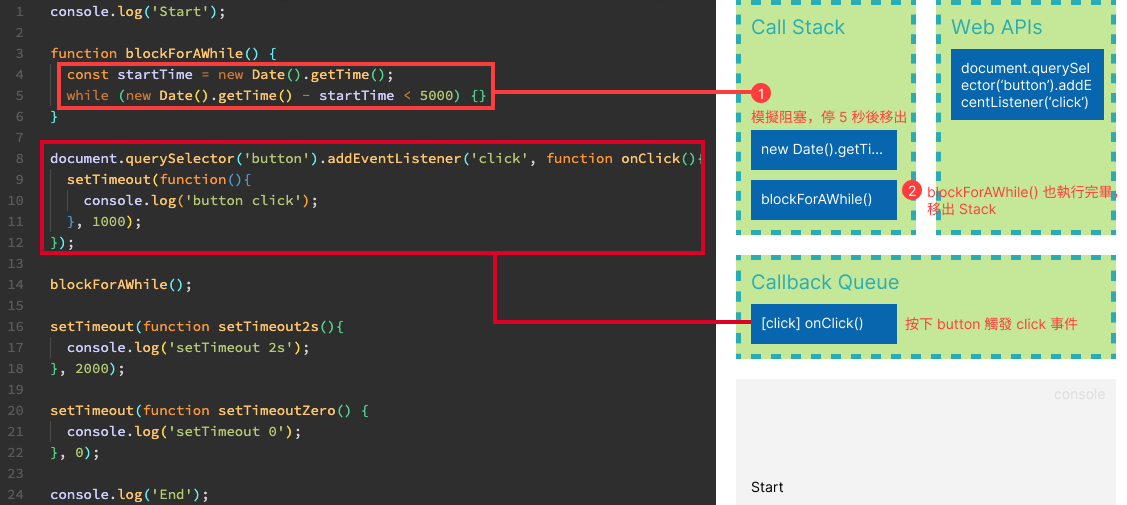 1 console.log('Start');
2
3 function blockForAWhile() {
4 const startTime = new Date().getTime();
5 while (new Date().getTime() - startTime < 5000) {}
6 }
7
8 document.querySelector('button').addEventListener('click', function onClick(){
9 setTimeout(function(){
10 console.log('button click');
11 }, 1000);
12 });
13
14 blockForAWhile();
15
16 setTimeout(function setTimeout2s(){
17 console.log('setTimeout 2s');
18 }, 2000);
19
20 setTimeout(function setTimeoutZero() {
21 console.log('setTimeout 0');
22 }, 0);
23
24 console.log('End');
Call Stack
1
模擬阻塞，停 5 秒後移出
new Date().getTi...
blockForAWhile()
2
blockForAWhile() 也執行完畢,
移出 Stack
Web APIs
document.querySel
ector('button').addE
centListener('click')
Callback Queue
[click] onClick()
按下 button 觸發 click 事件
console
Start